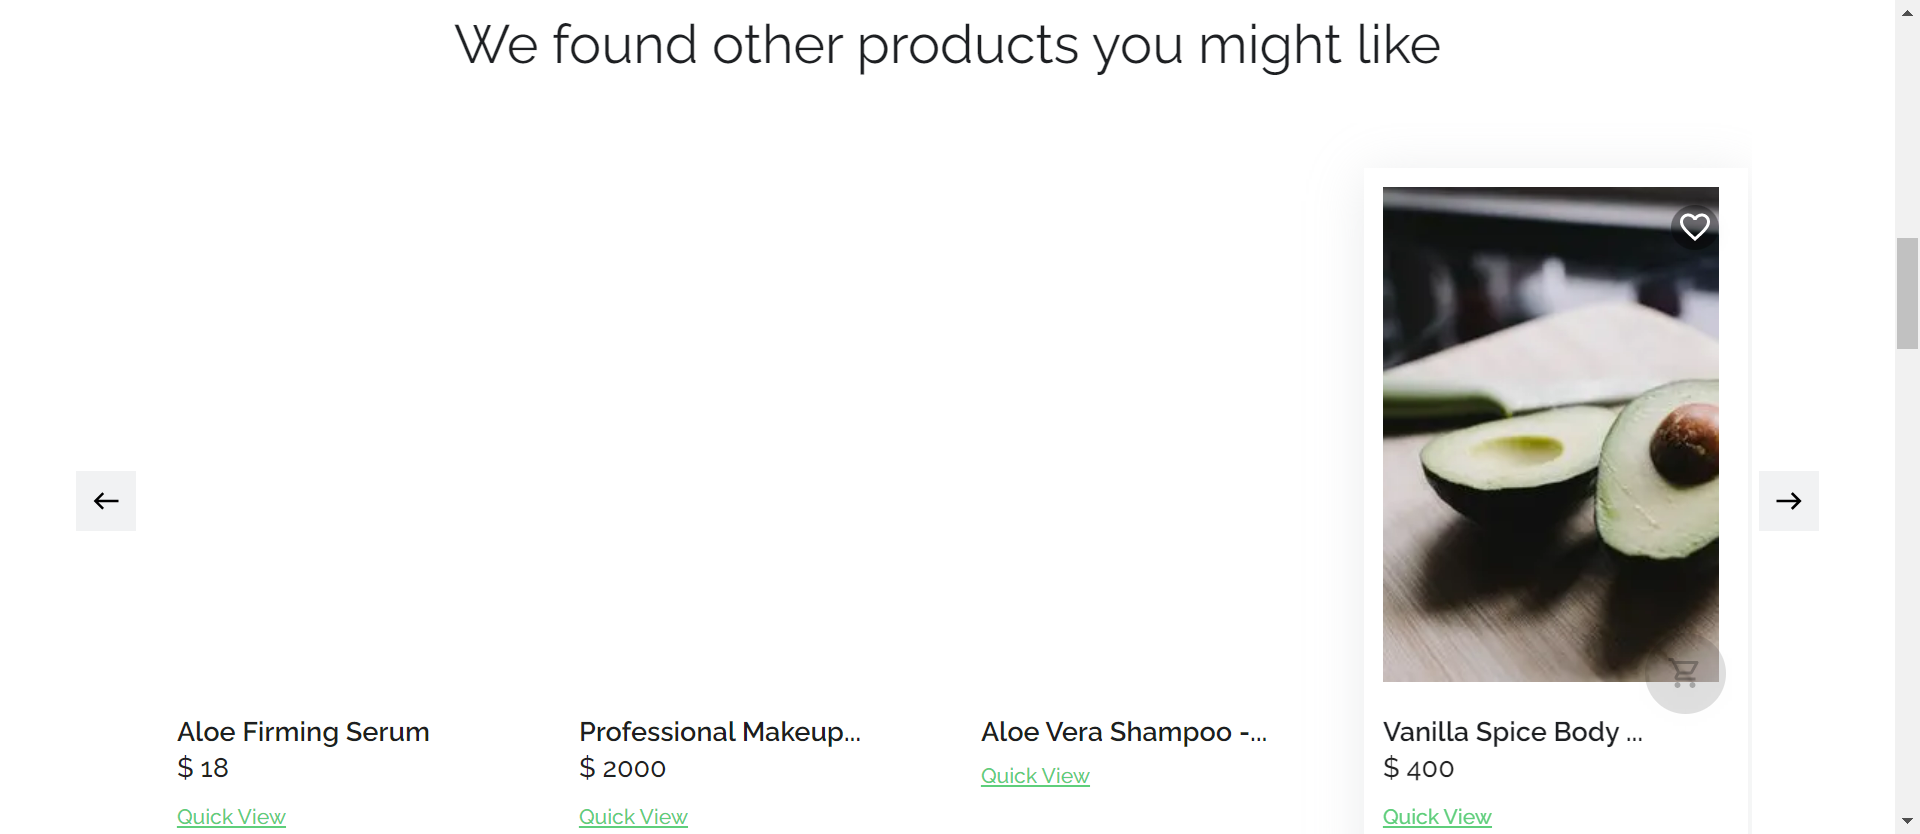 We found other products you might like
Aloe Firming Serum
$ 18
Quick View
Professional Makeup...
$ 2000
Quick View
Aloe Vera Shampoo -...
Quick View
Vanilla Spice Body ...
$ 400
Quick View